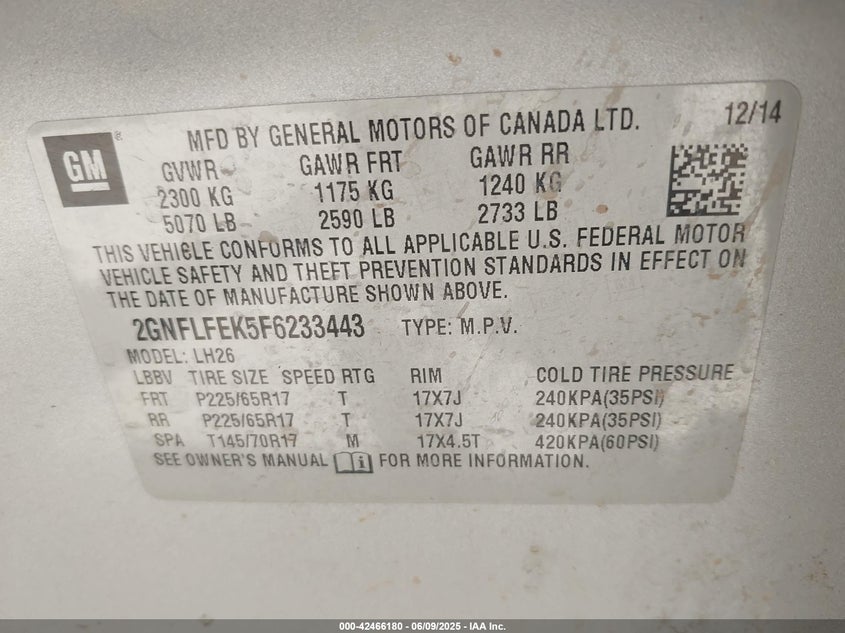 12/14
GM ®
MFD BY GENERAL MOTORS OF CANADA LTD.
GVWR GAWR FRT GAWR RR
2300 KG 1175 KG 1240 KG
5070 LB 2590 LB 2733 LB
THIS VEHICLE CONFORMS TO ALL APPLICABLE U.S. FEDERAL MOTOR
VEHICLE SAFETY AND THEFT PREVENTION STANDARDS IN EFFECT ON
THE DATE OF MANUFACTURE SHOWN ABOVE.
2GNFLFEK5F6233443 TYPE: M.P.V.
MODEL: LH26
LBBV TIRE SIZE SPEED RTG RIM COLD TIRE PRESSURE
FRT P225/65R17 T 17X7J 240KPA(35PSI)
RR P225/65R17 T 17X7J 240KPA(35PSI)
SPA T145/70R17 M 17X4.5T 420KPA(60PSI)
SEE OWNER'S MANUAL FOR MORE INFORMATION.
000-42466180 - 06/09/2025 - IAA Inc.